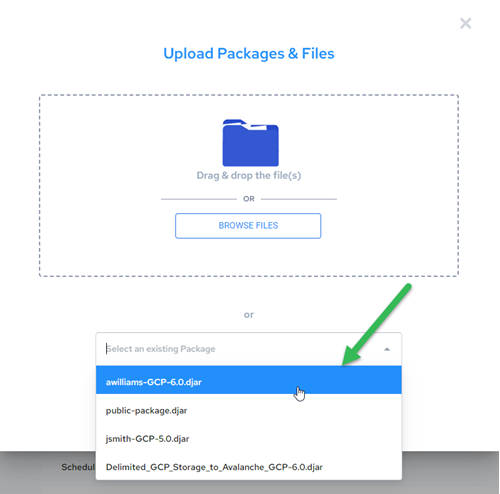 Upload Packages & Files
Drag & drop the file(s)
OR
BROWSE FILES
or
Select an existing Package
awilliams-GCP-6.0.djar
public-package.djar
jsmith-GCP-5.0.djar
Schedul
Delimited_GCP_Storage_to_Avalanche_GCP-6.0.djar